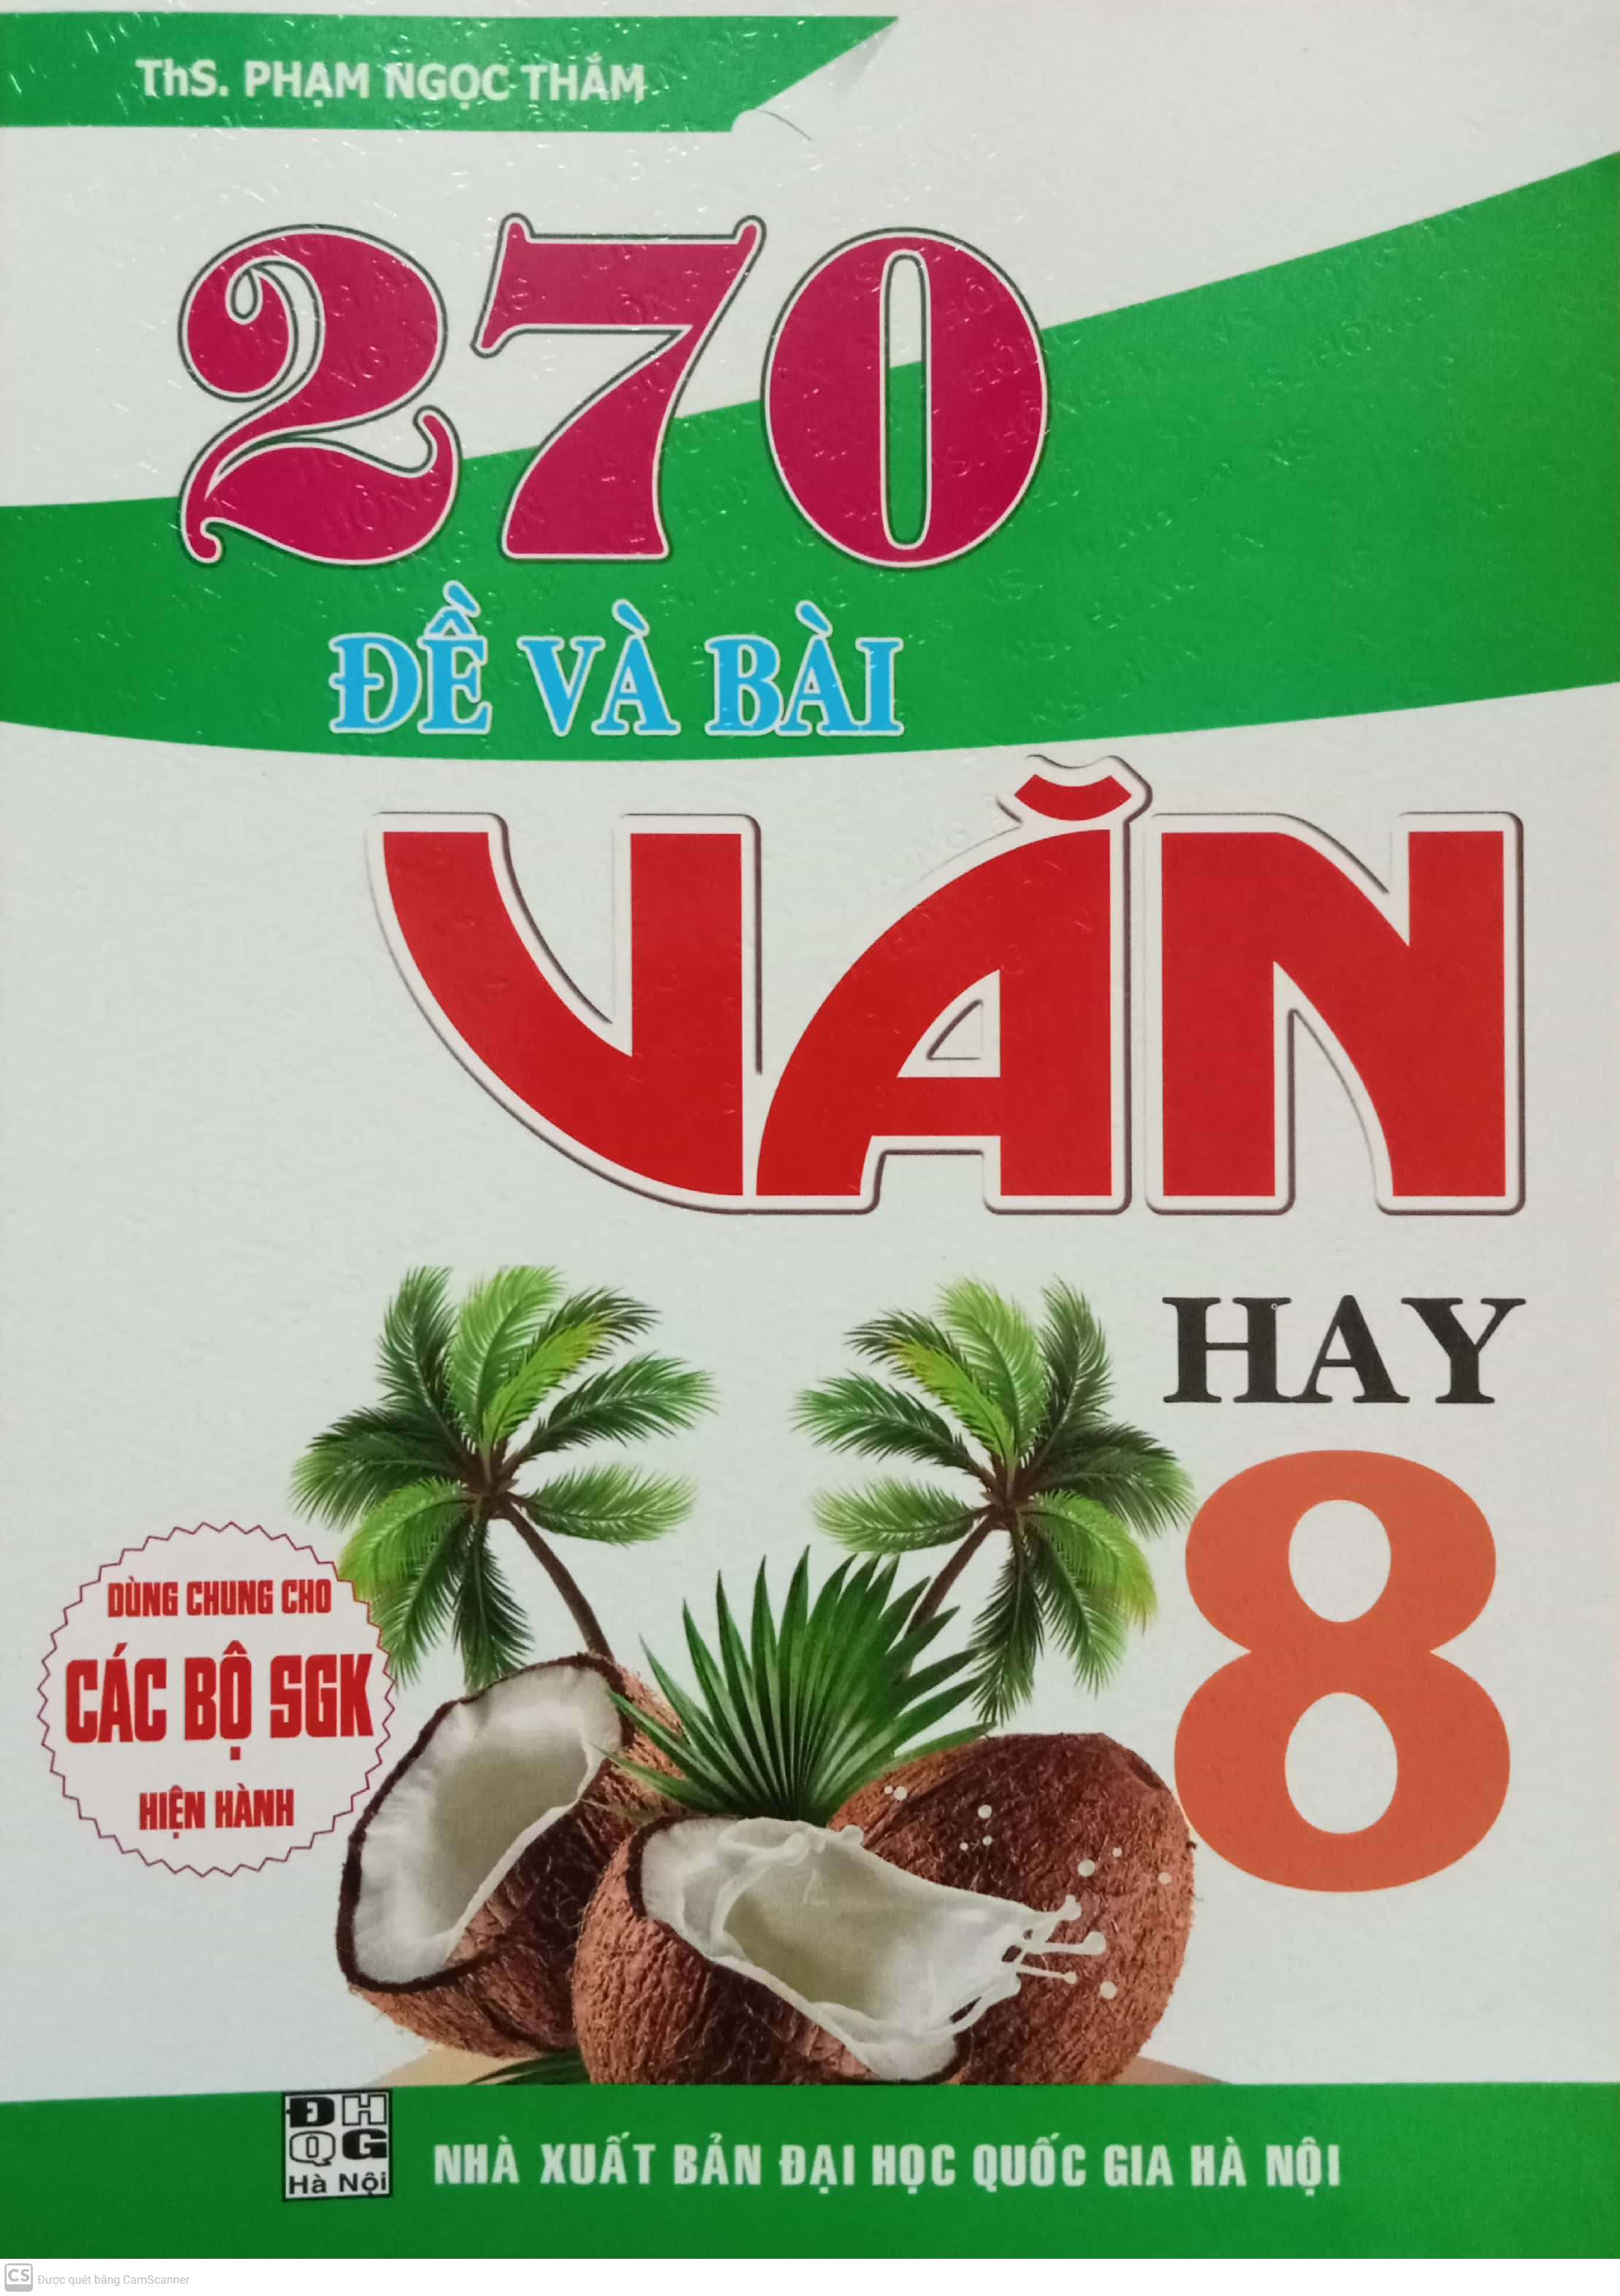 ThS. PHẠM NGỌC THẮM
270
ĐỀ VÀ BÀI
VĂN
HAY
8
DÙNG CHUNG CHO
CÁC BỘ SGK
HIỆN HÀNH
ĐH
QG
Hà Nội
NHÀ XUẤT BẢN ĐẠI HỌC QUỐC GIA HÀ NỘI
CS Được quét bằng CamScanner